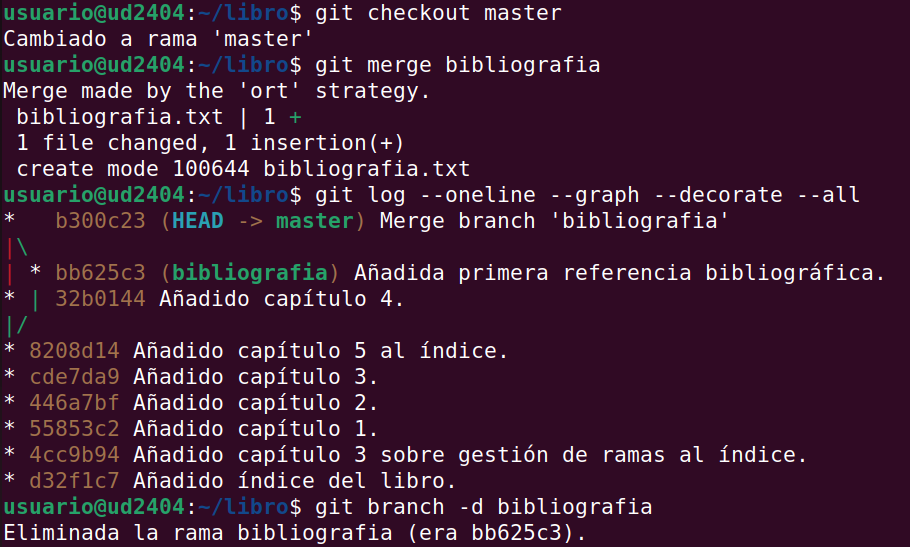 usuario@ud2404:~/libro$ git checkout master
Cambiado a rama 'master'
usuario@ud2404:~/libro$ git merge bibliografia
Merge made by the 'ort' strategy.
 bibliografia.txt | 1 +
 1 file changed, 1 insertion(+)
 create mode 100644 bibliografia.txt
usuario@ud2404:~/libro$ git log --oneline --graph --decorate --all
*   b300c23 (HEAD -> master) Merge branch 'bibliografia'
|\
| * bb625c3 (bibliografia) Añadida primera referencia bibliográfica.
* | 32b0144 Añadido capítulo 4.
|/
* 8208d14 Añadido capítulo 5 al índice.
* cde7da9 Añadido capítulo 3.
* 446a7bf Añadido capítulo 2.
* 55853c2 Añadido capítulo 1.
* 4cc9b94 Añadido capítulo 3 sobre gestión de ramas al índice.
* d32f1c7 Añadido índice del libro.
usuario@ud2404:~/libro$ git branch -d bibliografia
Eliminada la rama bibliografia (era bb625c3).